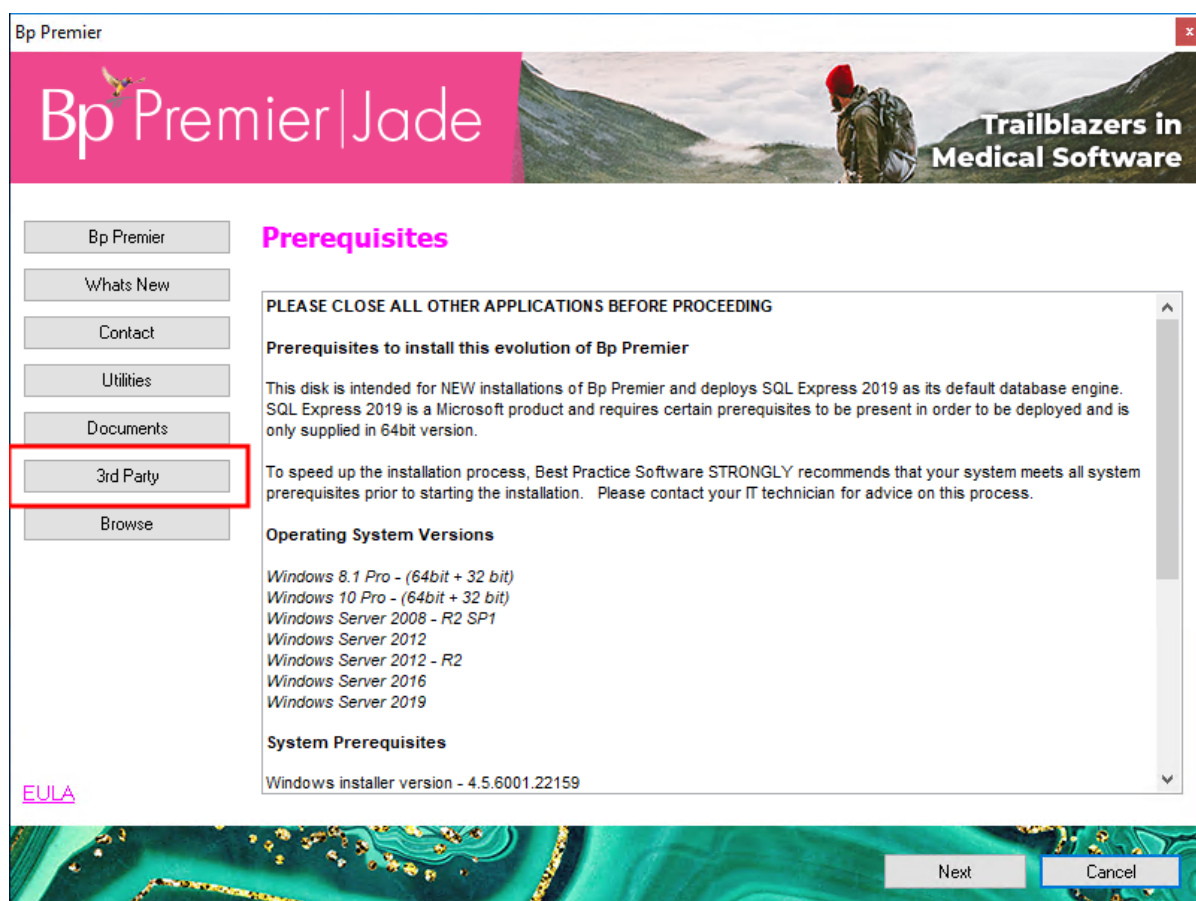 Bp Premier
x
Bp Premier|Jade
Trailblazers in
Medical Software
Bp Premier
Whats New
Contact
Utilities
Documents
3rd Party
Browse
EULA
Prerequisites
PLEASE CLOSE ALL OTHER APPLICATIONS BEFORE PROCEEDING
Prerequisites to install this evolution of Bp Premier
This disk is intended for NEW installations of Bp Premier and deploys SQL Express 2019 as its default database engine.
SQL Express 2019 is a Microsoft product and requires certain prerequisites to be present in order to be deployed and is
only supplied in 64bit version.
To speed up the installation process, Best Practice Software STRONGLY recommends that your system meets all system
prerequisites prior to starting the installation. Please contact your IT technician for advice on this process.
Operating System Versions
Windows 8.1 Pro - (64bit + 32 bit)
Windows 10 Pro - (64bit + 32 bit)
Windows Server 2008 - R2 SP1
Windows Server 2012
Windows Server 2012 - R2
Windows Server 2016
Windows Server 2019
System Prerequisites
Windows installer version - 4.5.6001.22159
Next
Cancel